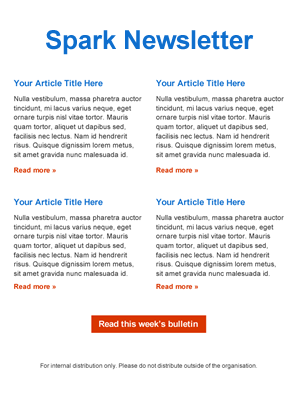 Spark Newsletter
Your Article Title Here
Nulla vestibulum, massa pharetra auctor
tincidunt, mi lacus varius neque, eget
ornare turpis nisl vitae tortor. Mauris
quam tortor, aliquet ut dapibus sed,
facilisis nec lectus. Nam id hendrerit
risus. Quisque dignissim lorem metus,
sit amet gravida nunc malesuada id.
Read more »
Your Article Title Here
Nulla vestibulum, massa pharetra auctor
tincidunt, mi lacus varius neque, eget
ornare turpis nisl vitae tortor. Mauris
quam tortor, aliquet ut dapibus sed,
facilisis nec lectus. Nam id hendrerit
risus. Quisque dignissim lorem metus,
sit amet gravida nunc malesuada id.
Read more »
Your Article Title Here
Nulla vestibulum, massa pharetra auctor
tincidunt, mi lacus varius neque, eget
ornare turpis nisl vitae tortor. Mauris
quam tortor, aliquet ut dapibus sed,
facilisis nec lectus. Nam id hendrerit
risus. Quisque dignissim lorem metus,
sit amet gravida nunc malesuada id.
Read more »
Your Article Title Here
Nulla vestibulum, massa pharetra auctor
tincidunt, mi lacus varius neque, eget
ornare turpis nisl vitae tortor. Mauris
quam tortor, aliquet ut dapibus sed,
facilisis nec lectus. Nam id hendrerit
risus. Quisque dignissim lorem metus,
sit amet gravida nunc malesuada id.
Read more »
Read this week's bulletin
For internal distribution only. Please do not distribute outside of the organisation.